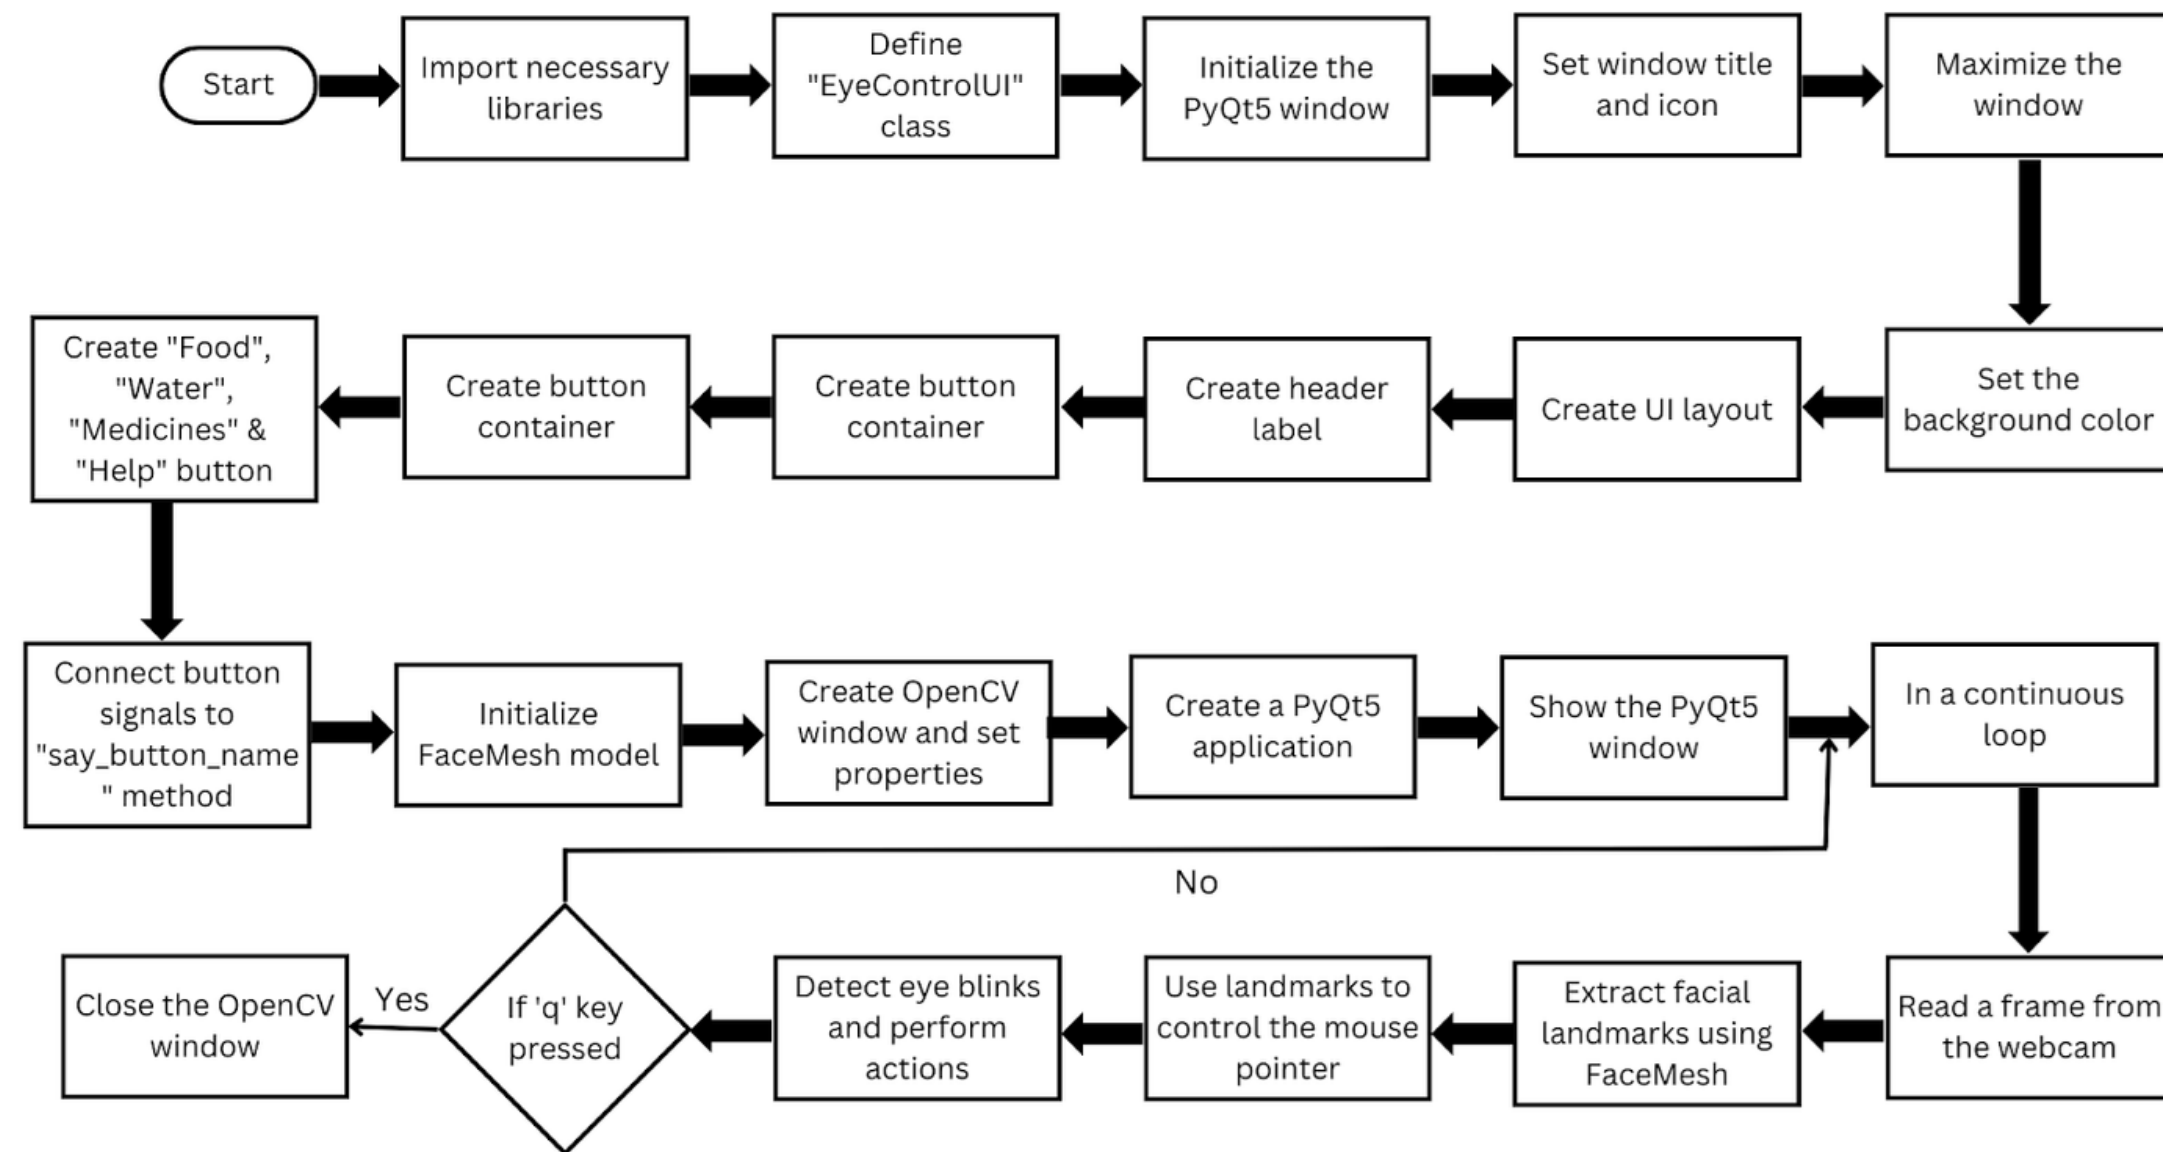 Start
Import necessary
libraries
Define
"EyeControlUI"
class
Initialize the
PyQt5 window
Set window title
and icon
Maximize the
window
Set the
background color
Create UI layout
Create header
label
Create button
container
Create button
container
Create "Food",
"Water",
"Medicines" &
"Help" button
Connect button
signals to
"say_button_name
" method
Initialize
FaceMesh model
Create OpenCV
window and set
properties
Create a PyQt5
application
Show the PyQt5
window
In a continuous
loop
Read a frame from
the webcam
Extract facial
landmarks using
FaceMesh
Use landmarks to
control the mouse
pointer
Detect eye blinks
and perform
actions
If 'q' key
pressed
No
Yes
Close the OpenCV
window